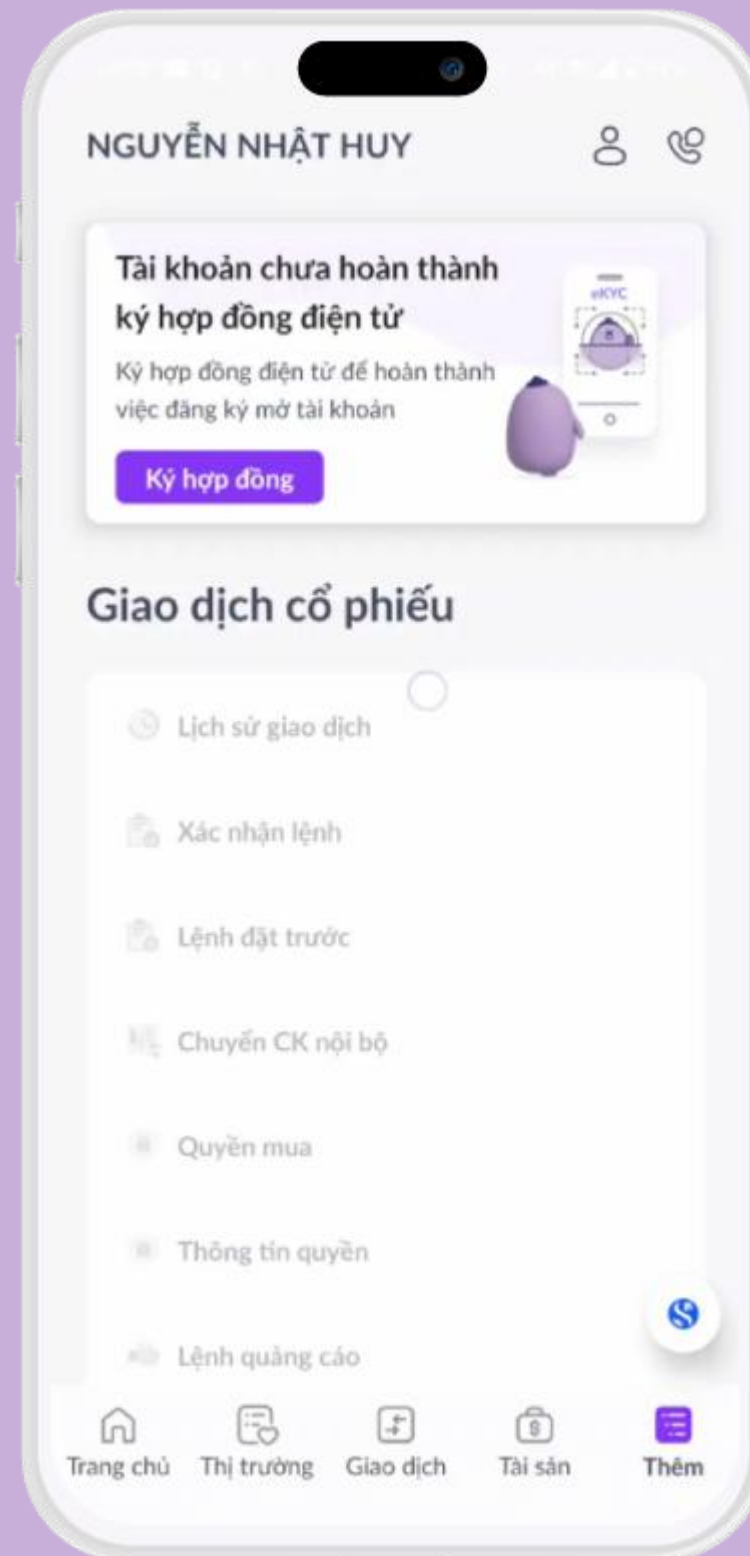 NGUYỄN NHẬT HUY
Tài khoản chưa hoàn thành
ký hợp đồng điện tử
eKYC
Ký hợp đồng điện tử để hoàn thành
việc đăng ký mở tài khoản
Ký hợp đồng
Giao dịch cổ phiếu
Lịch sử giao dịch
Xác nhận lệnh
Lệnh đặt trước
Chuyển CK nội bộ
Quyền mua
Thông tin quyền
Lệnh quảng cáo
Trang chủ Thị trường Giao dịch Tài sản Thêm